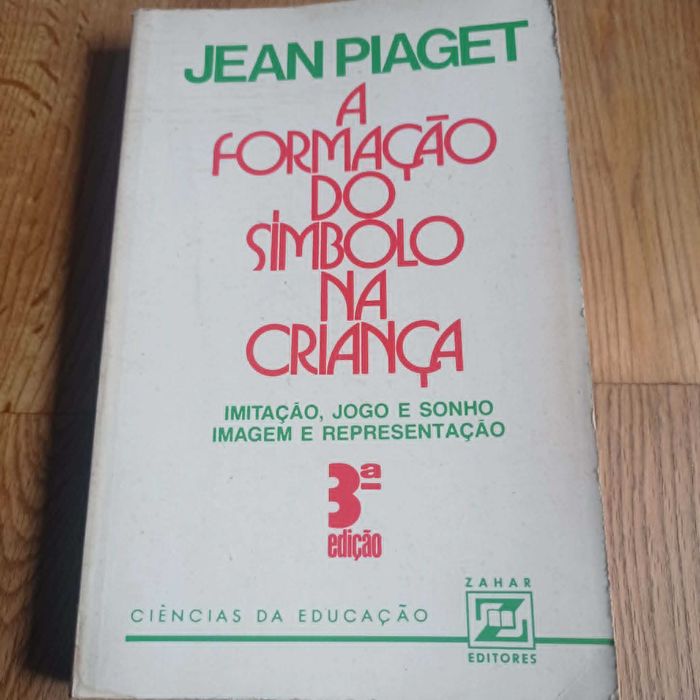 JEAN PIAGET
A
FORMAÇÃO
DO
SÍMBOLO
NA
CRIANÇA
IMITAÇÃO, JOGO E SONHO
IMAGEM E REPRESENTAÇÃO
3ª
edição
CIÊNCIAS DA EDUCAÇÃO
ZAHAR
EDITORES